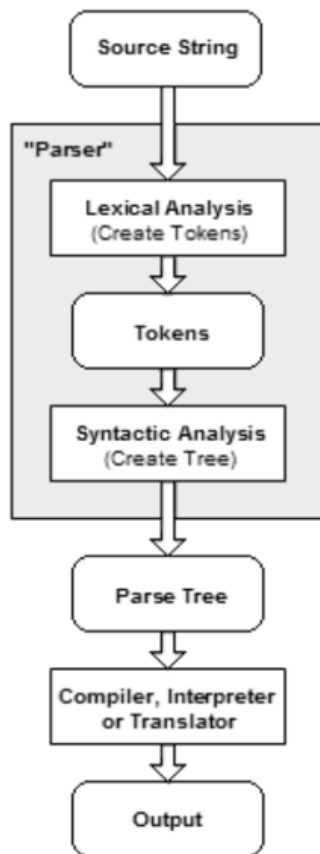 Source String
"Parser"
Lexical Analysis
(Create Tokens)
Tokens
Syntactic Analysis
(Create Tree)
Parse Tree
Compiler, Interpreter
or Translator
Output